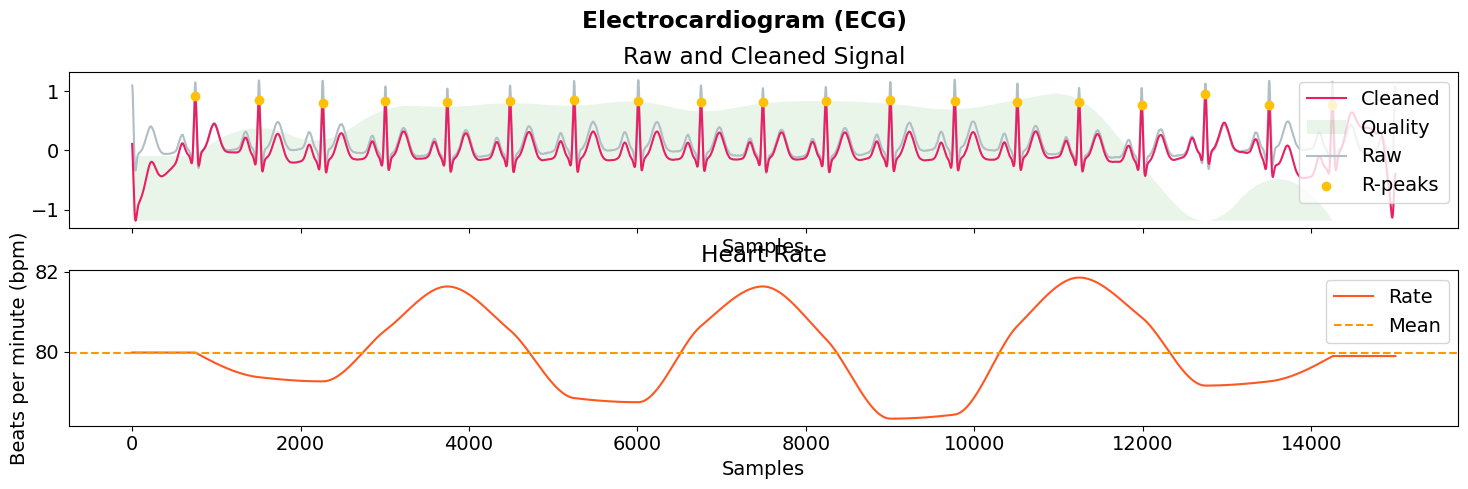 Electrocardiogram (ECG)
Raw and Cleaned Signal
1
0
−1
Cleaned
Quality
Raw
R-peaks
Samples
Heart Rate
Beats per minute (bpm)
82
80
Rate
Mean
0 2000 4000 6000 8000 10000 12000 14000
Samples